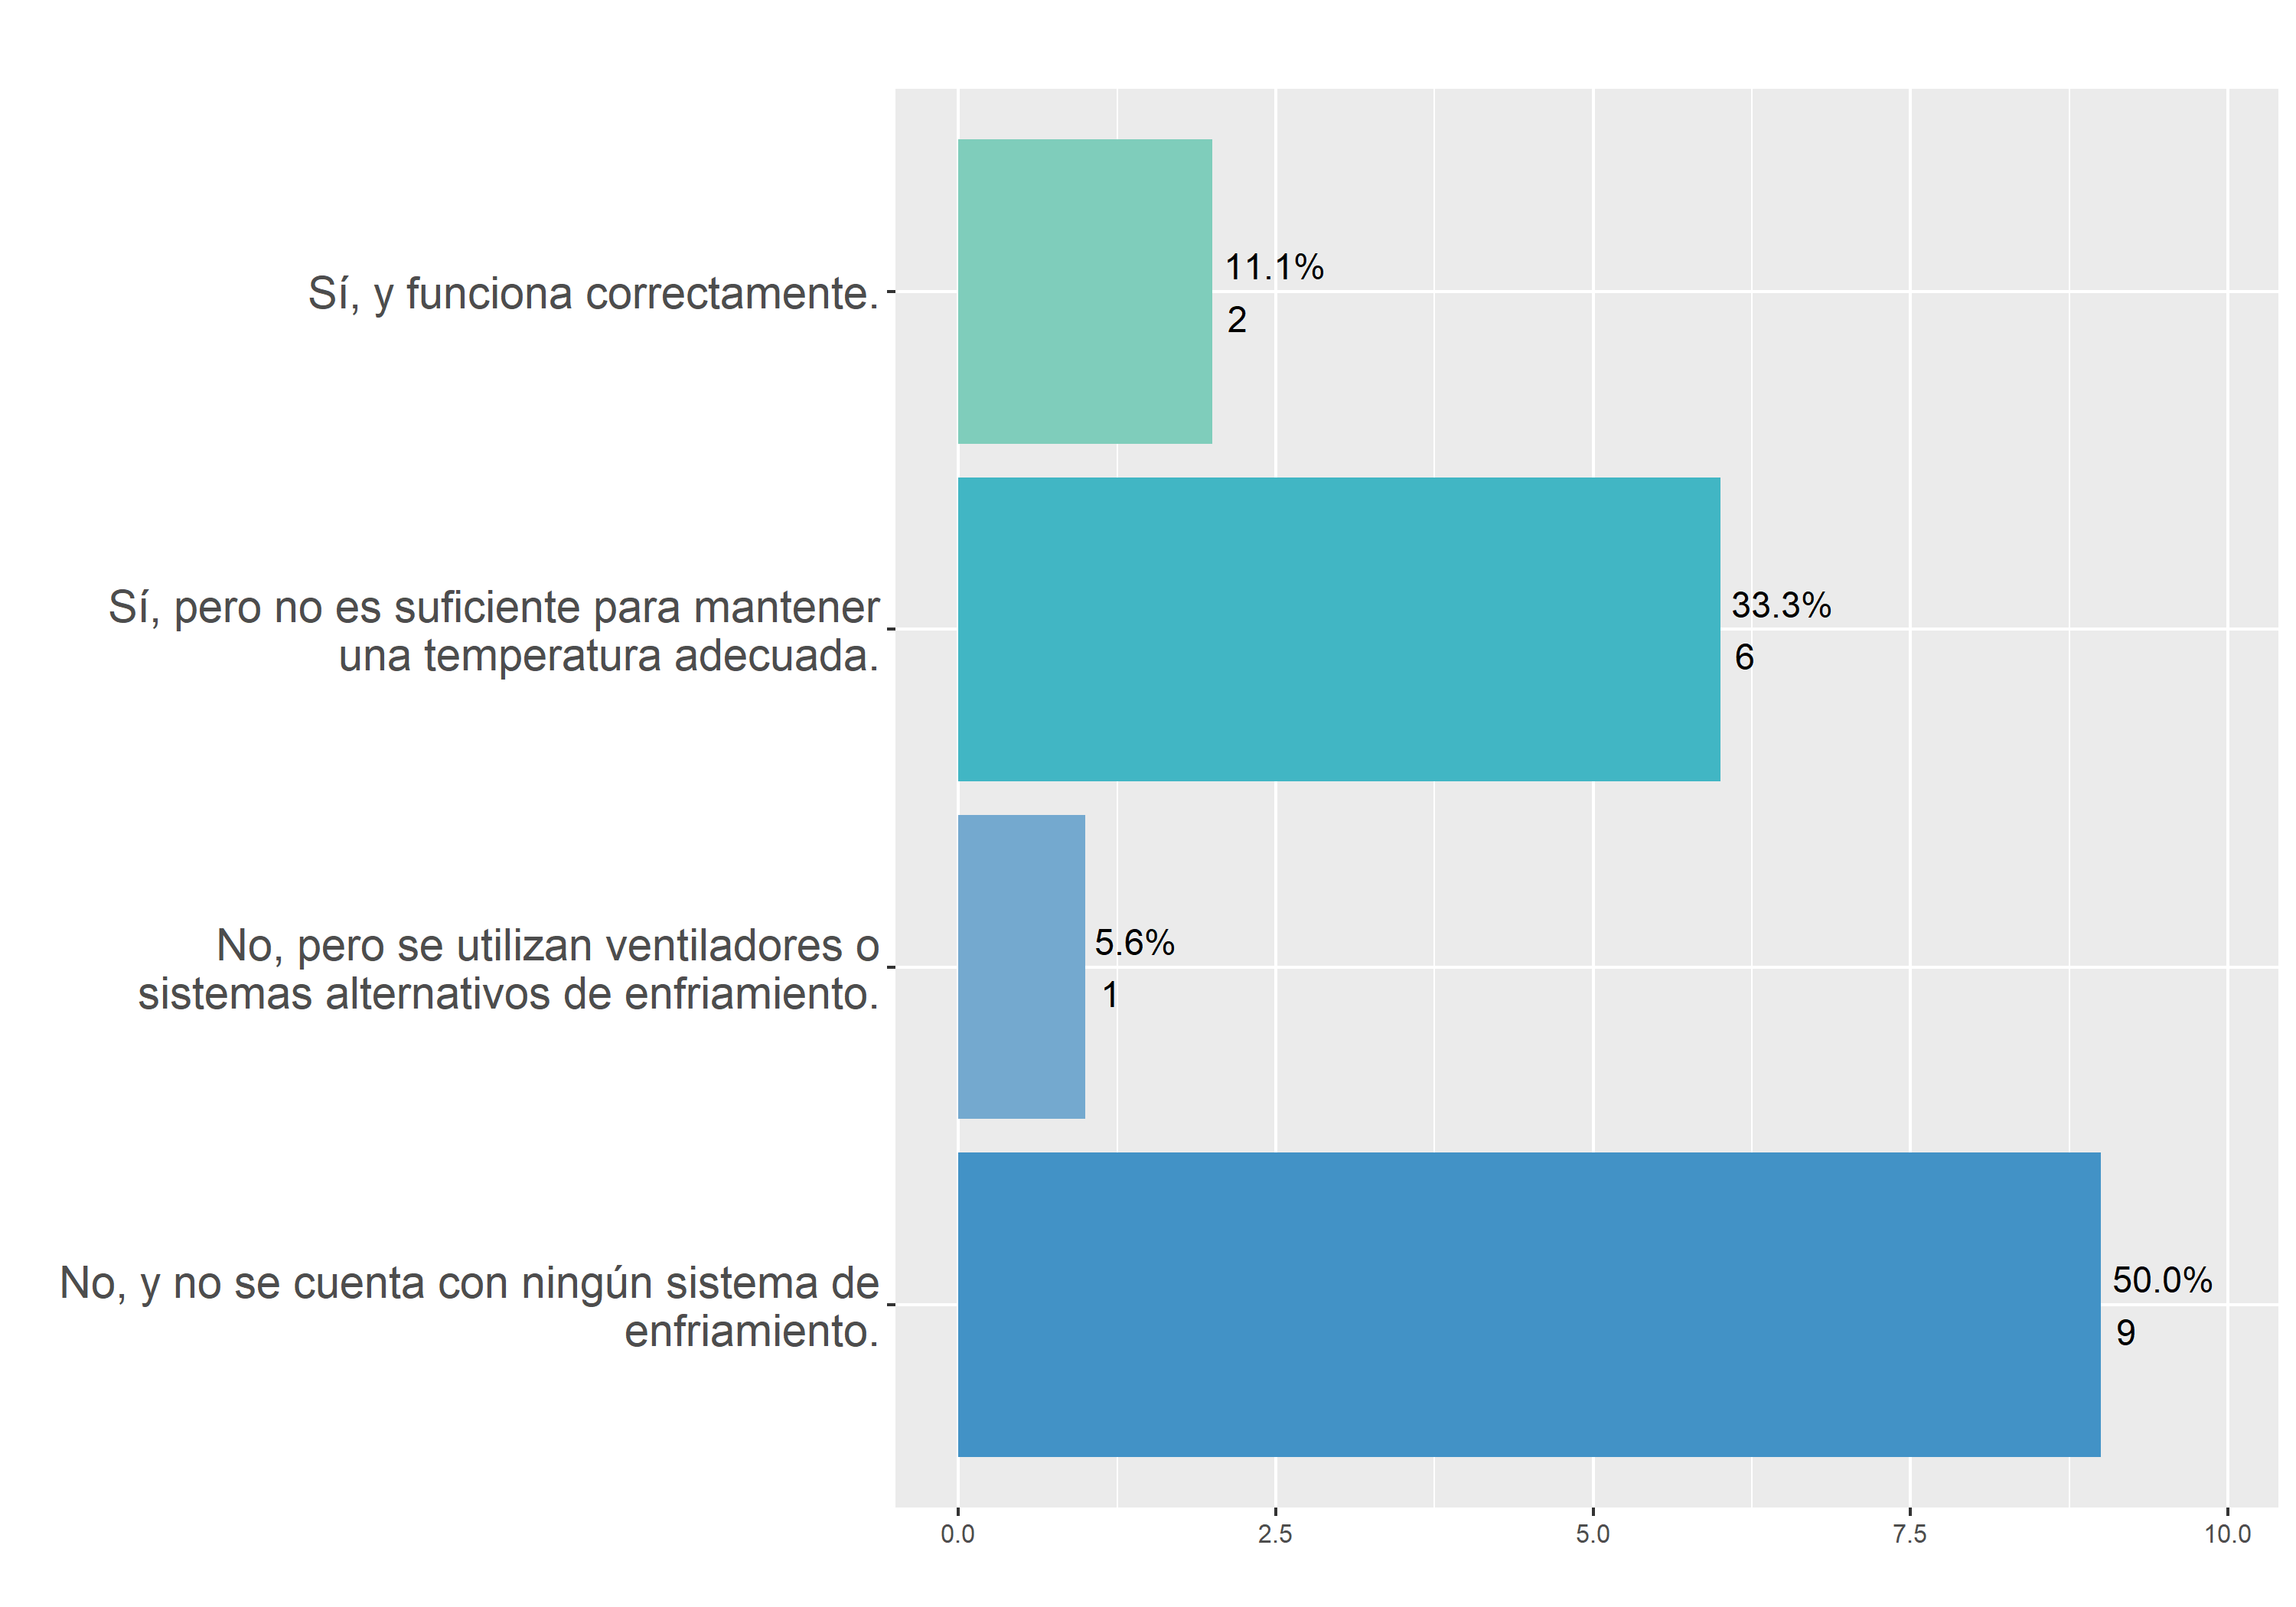 Sí, y funciona correctamente.
11.1%
2
Sí, pero no es suficiente para mantener
una temperatura adecuada.
33.3%
6
No, pero se utilizan ventiladores o
sistemas alternativos de enfriamiento.
5.6%
1
No, y no se cuenta con ningún sistema de
enfriamiento.
50.0%
9
0.0 2.5 5.0 7.5 10.0